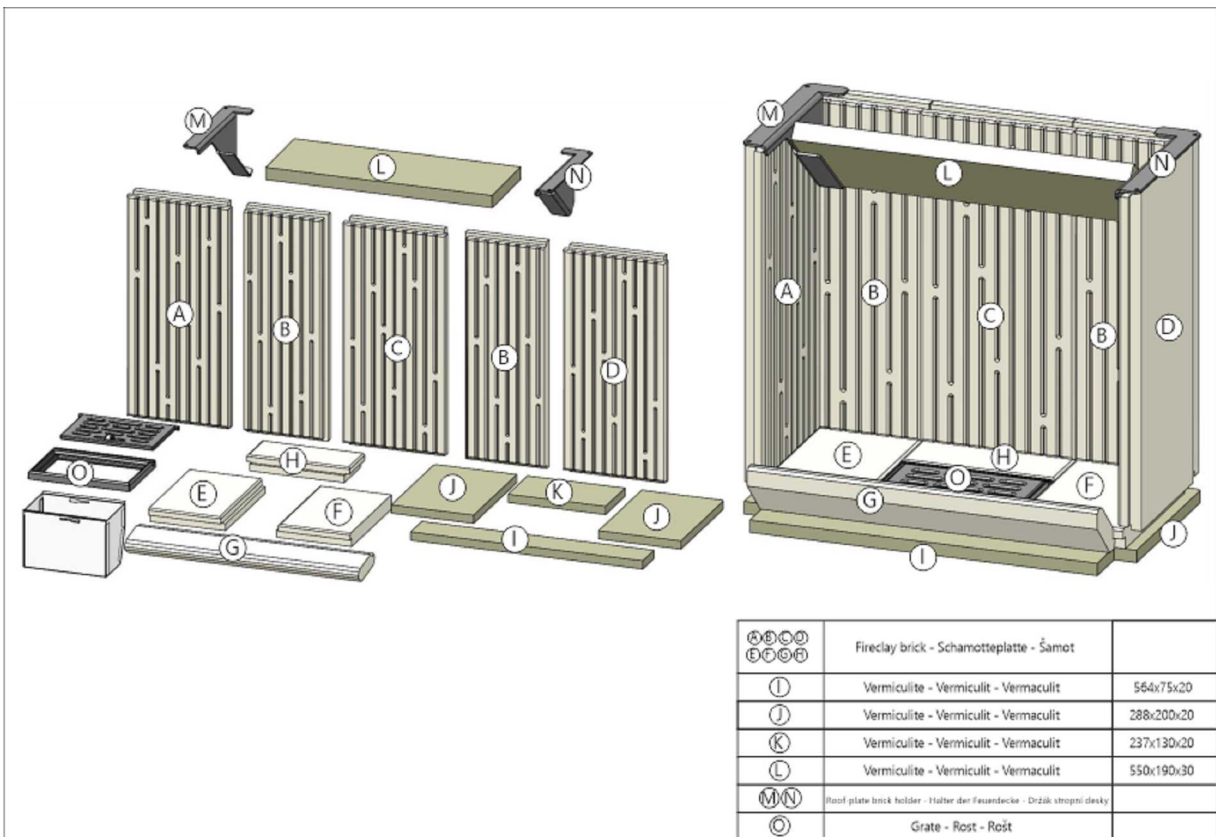 M
L
N
A
B
C
B
D
O
H
E
F
G
J
K
J
I
M
N
L
A
B
C
B
D
E
H
O
F
G
I
J
A B C D
E F G H
Fireclay brick - Schamotteplatte - Šamot
I Vermiculite - Vermiculit - Vermaculit 564x75x20
J Vermiculite - Vermiculit - Vermaculit 288x200x20
K Vermiculite - Vermiculit - Vermaculit 237x130x20
L Vermiculite - Vermiculit - Vermaculit 550x190x30
M N Roof plate brick holder - Halter der Feuerdecke - Držák stropní desky
O Grate - Rost - Rošt